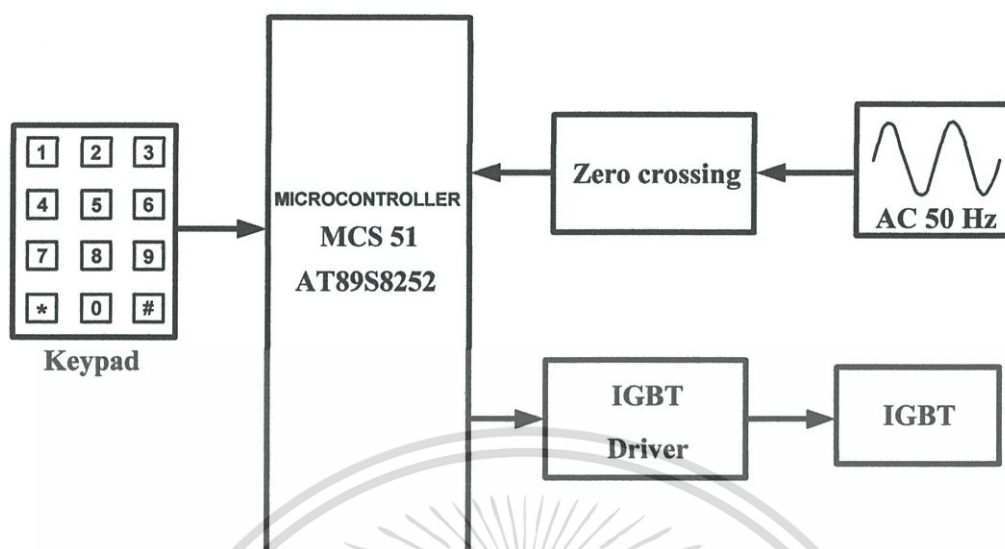 1 2 3
4 5 6
7 8 9
* 0 #
Keypad
MICROCONTROLLER
MCS 51
AT89S8252
Zero crossing
AC 50 Hz
IGBT
Driver
IGBT